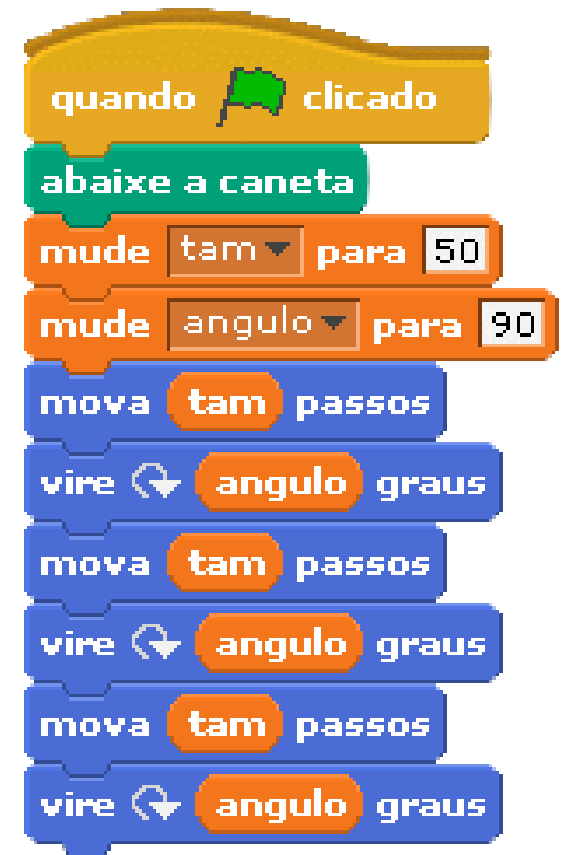 quando clicado
abaixe a caneta
mude tam para 50
mude angulo para 90
mova tam passos
vire angulo graus
mova tam passos
vire angulo graus
mova tam passos
vire angulo graus